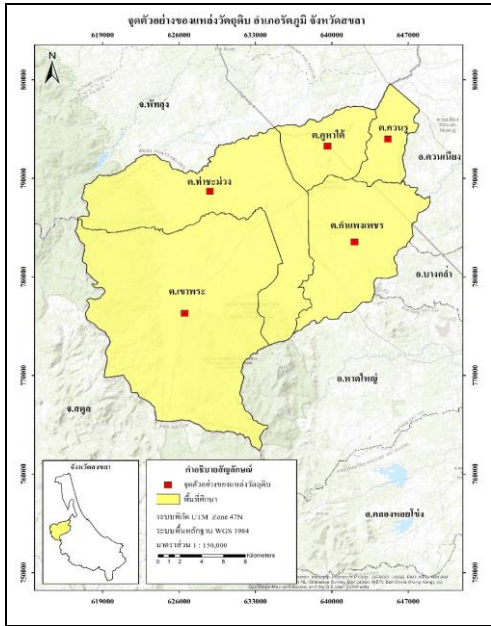 จุดตัวอย่างของแหล่งวัตถุดิบ อำเภอรัตภูมิ จังหวัดสขลา
619000 626000 633000 640000 647000
N
800000 800000
จ.พัทลุง
ต.คูหาใต้
ต.ควนรู
อ.ควนเนียง
790000 790000
ต.ท่าชะม่วง
ต.กำแพงเพชร
780000 780000
อ.บางกล่ำ
ต.เขาพระ
770000 770000
อ.หาดใหญ่
จ.สตูล
จังหวัดสงขลา
คำอธิบายสัญลักษณ์
760000 760000
จุดตัวอย่างของแหล่งวัตถุดิบ
พื้นที่ศึกษา
อ.คลองหอยโข่ง
ระบบพิกัด UTM Zone 47N
ระบบพื้นหลักฐาน WGS 1984
มาตราส่วน 1 : 150,000
0 1 2 4 6 8 Kilometers
750000 750000
619000 626000 633000 640000 647000